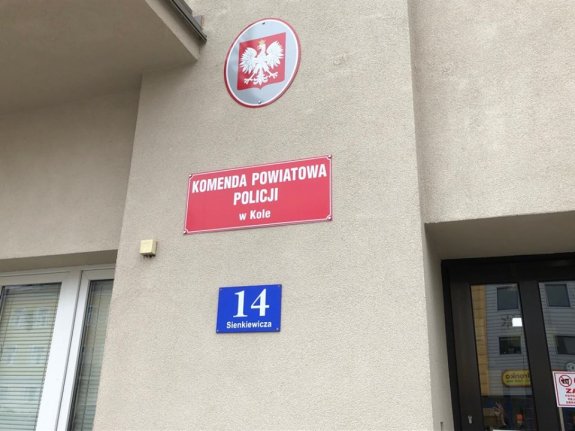 KOMENDA POWIATOWA
POLICJI
w Kole
14
Sienkiewicza